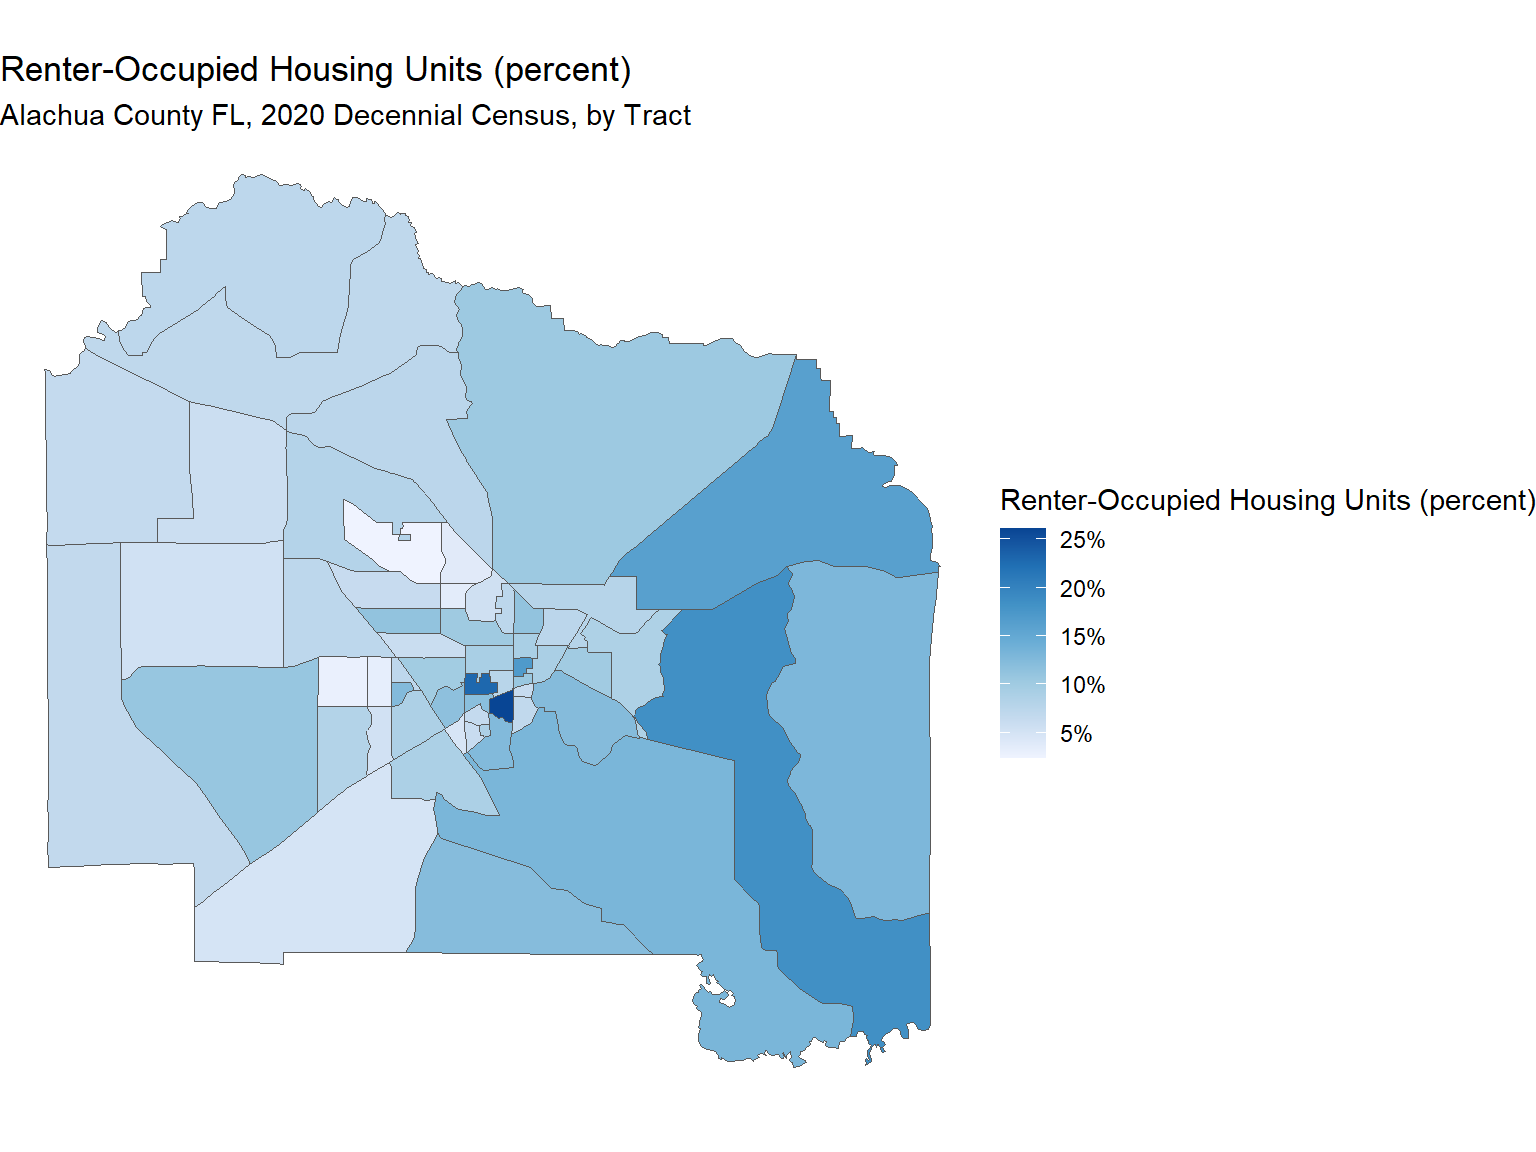 Renter-Occupied Housing Units (percent)
Alachua County FL, 2020 Decennial Census, by Tract
Renter-Occupied Housing Units (percent)
25%
20%
15%
10%
5%